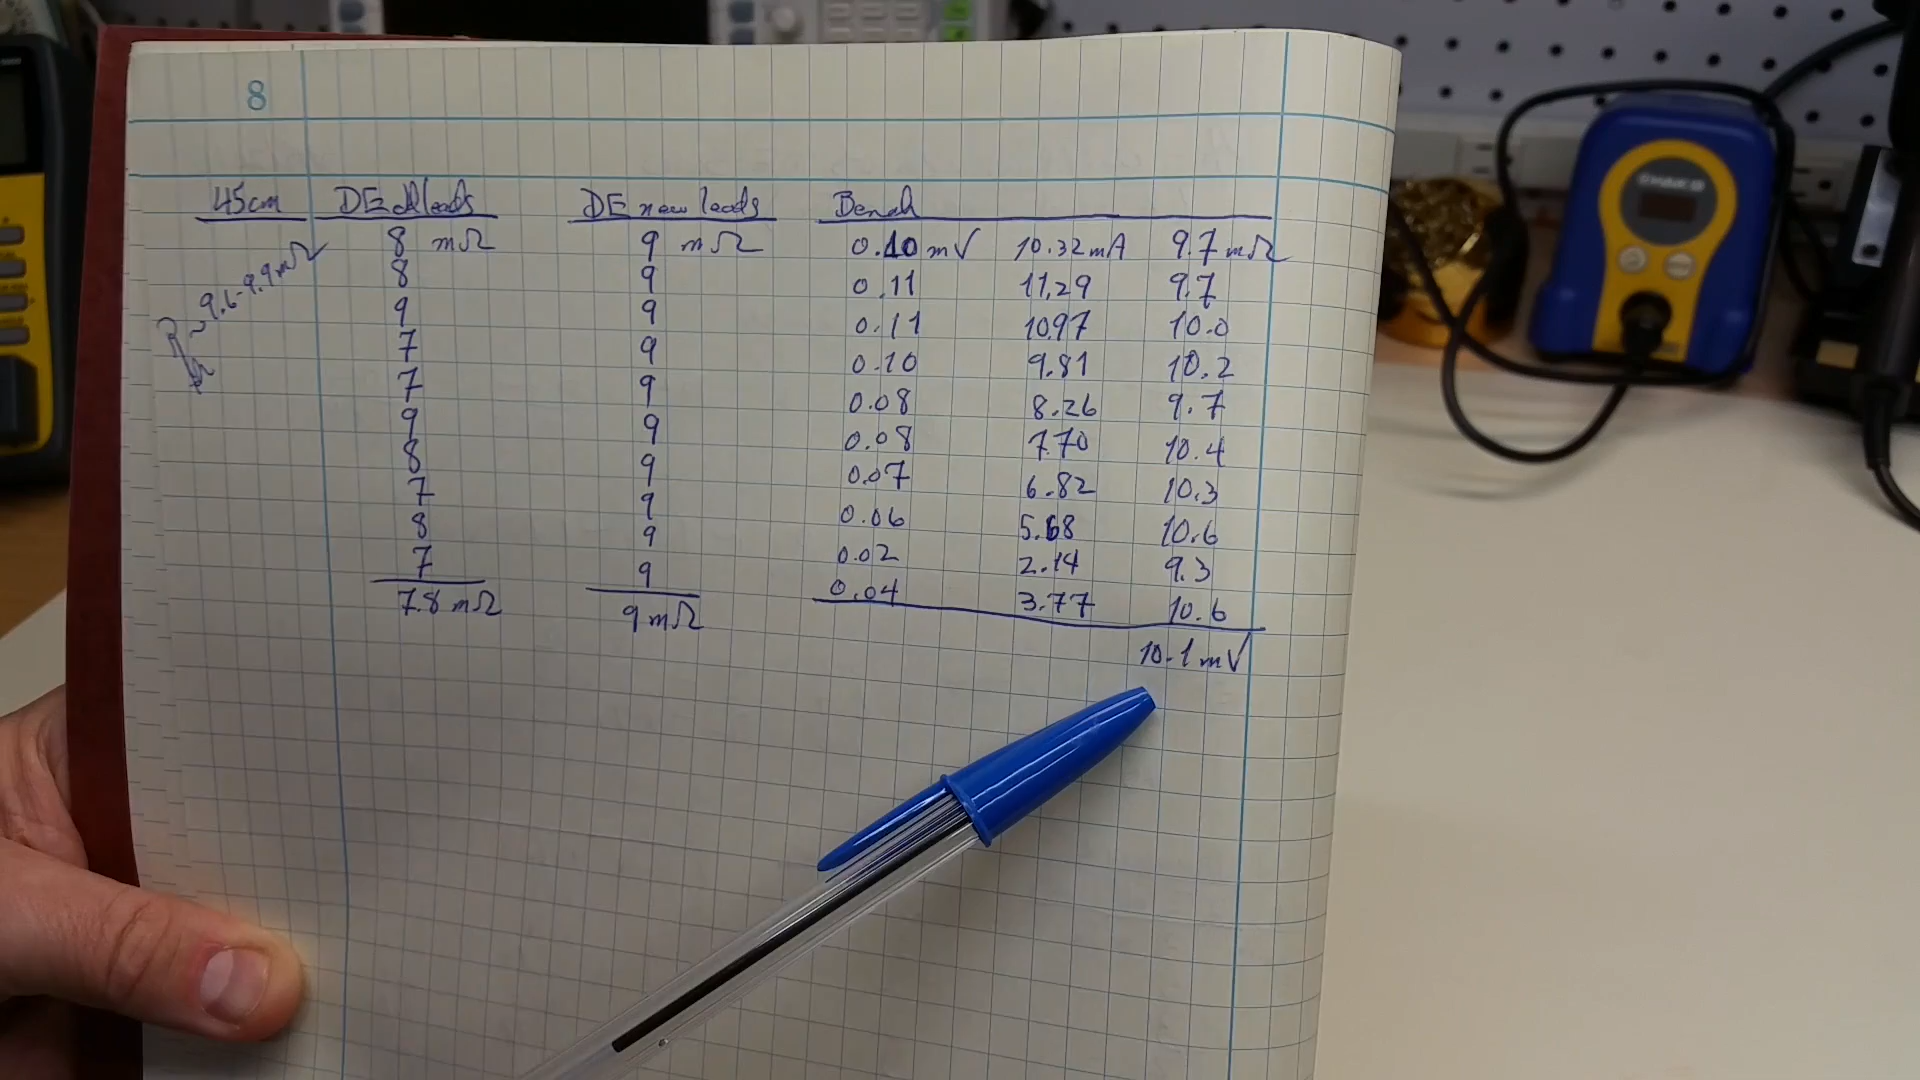 8
45cm DE old leads DE new leads Bench
~ 9.6-9.9mΩ
8 mΩ 9 mΩ 0.10 mV 10.32mA 9.7 mΩ
8 9 0.11 11.29 9.7
9 9 0.11 10.97 10.0
7 9 0.10 9.81 10.2
7 9 0.08 8.26 9.7
9 9 0.08 7.70 10.4
8 9 0.07 6.82 10.3
7 9 0.06 5.68 10.6
8 9 0.02 2.14 9.3
7 9 0.04 3.77 10.6
7.8 mΩ 9 mΩ 10.1 mV
HAKKO